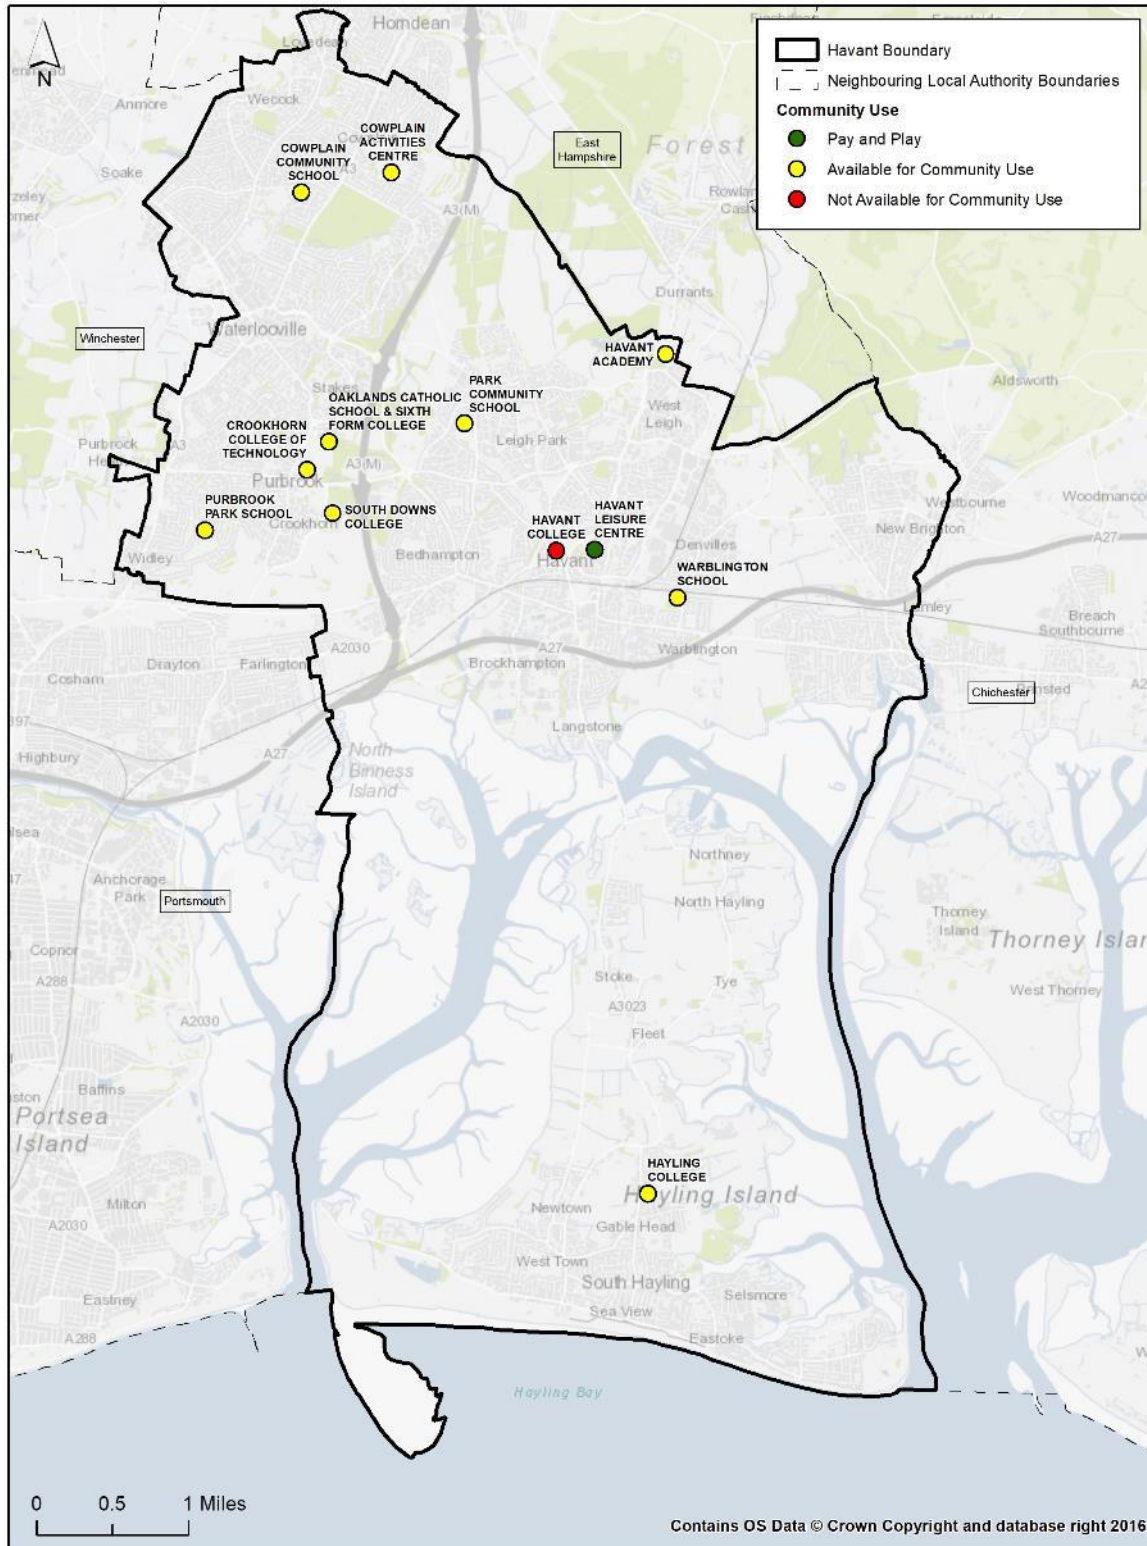 N
Havant Boundary
Neighbouring Local Authority Boundaries
Community Use
Pay and Play
Available for Community Use
Not Available for Community Use
Horndean
Lovedean
Anmore
Wecock
Soake
COWPLAIN
ACTIVITIES
CENTRE
COWPLAIN
COMMUNITY
SCHOOL
A3
A3(M)
East
Hampshire
Forest
Durrants
Winchester
Waterlooville
HAVANT
ACADEMY
Aldsworth
Stakes
PARK
COMMUNITY
SCHOOL
OAKLANDS CATHOLIC
SCHOOL & SIXTH
FORM COLLEGE
West
Leigh
Leigh Park
CROOKHORN
COLLEGE OF
TECHNOLOGY
A3
A3(M)
Purbrook
PURBROOK
PARK SCHOOL
SOUTH DOWNS
COLLEGE
Crookhorn
HAVANT
COLLEGE
HAVANT
LEISURE
CENTRE
Westbourne
New Brighton
A27
Widley
Bedhampton
Havant
Denvilles
WARBLINGTON
SCHOOL
Lumley
Breach
Southbourne
A2030
Drayton
Farlington
Cosham
Brockhampton
A27
Warblington
Chichester
Langstone
Highbury
A27
North
Binness
Island
Northney
Anchorage
Park
Portsmouth
North Hayling
Thorney
Island
Copnor
A288
Stoke
Tye
West Thorney
A2030
A3023
Fleet
Baffins
Portsea
Island
HAYLING
COLLEGE
Hayling Island
Milton
A2030
Newtown
Gable Head
West Town
South Hayling
Selsmore
Eastney
Sea View
A288
Eastoke
Hayling Bay
0 0.5 1 Miles
Contains OS Data © Crown Copyright and database right 2016